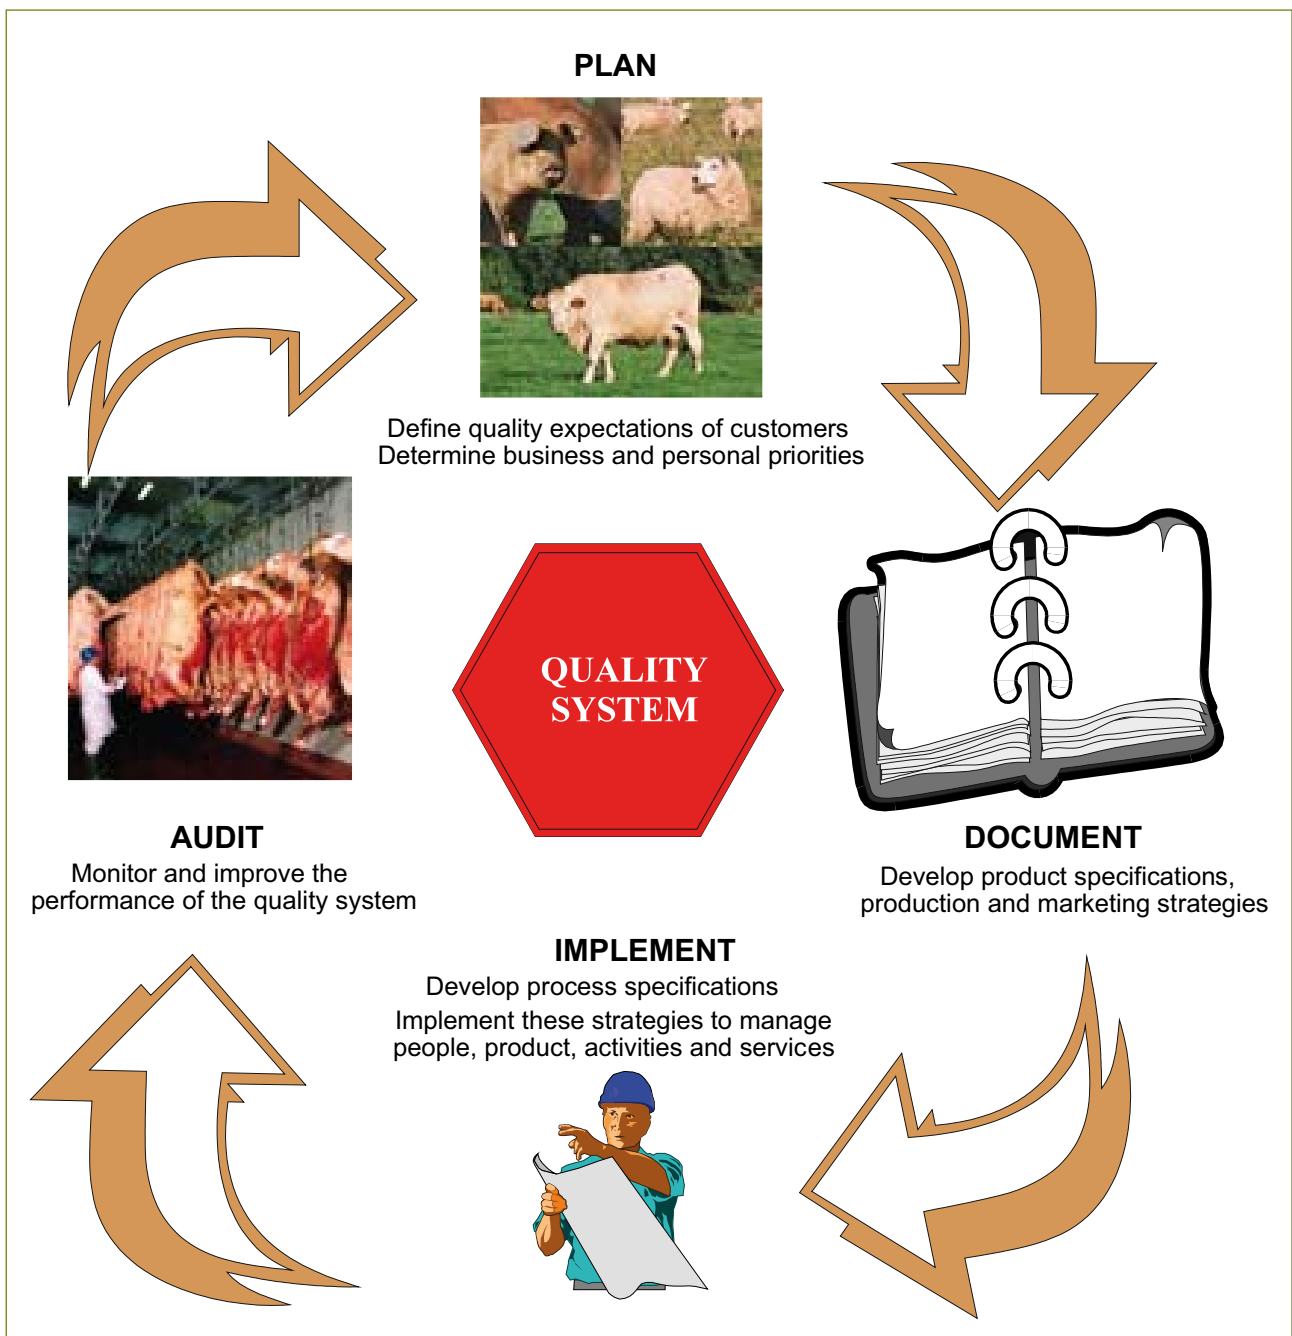 PLAN
Define quality expectations of customers
Determine business and personal priorities
QUALITY
SYSTEM
AUDIT
Monitor and improve the
performance of the quality system
DOCUMENT
Develop product specifications,
production and marketing strategies
IMPLEMENT
Develop process specifications
Implement these strategies to manage
people, product, activities and services